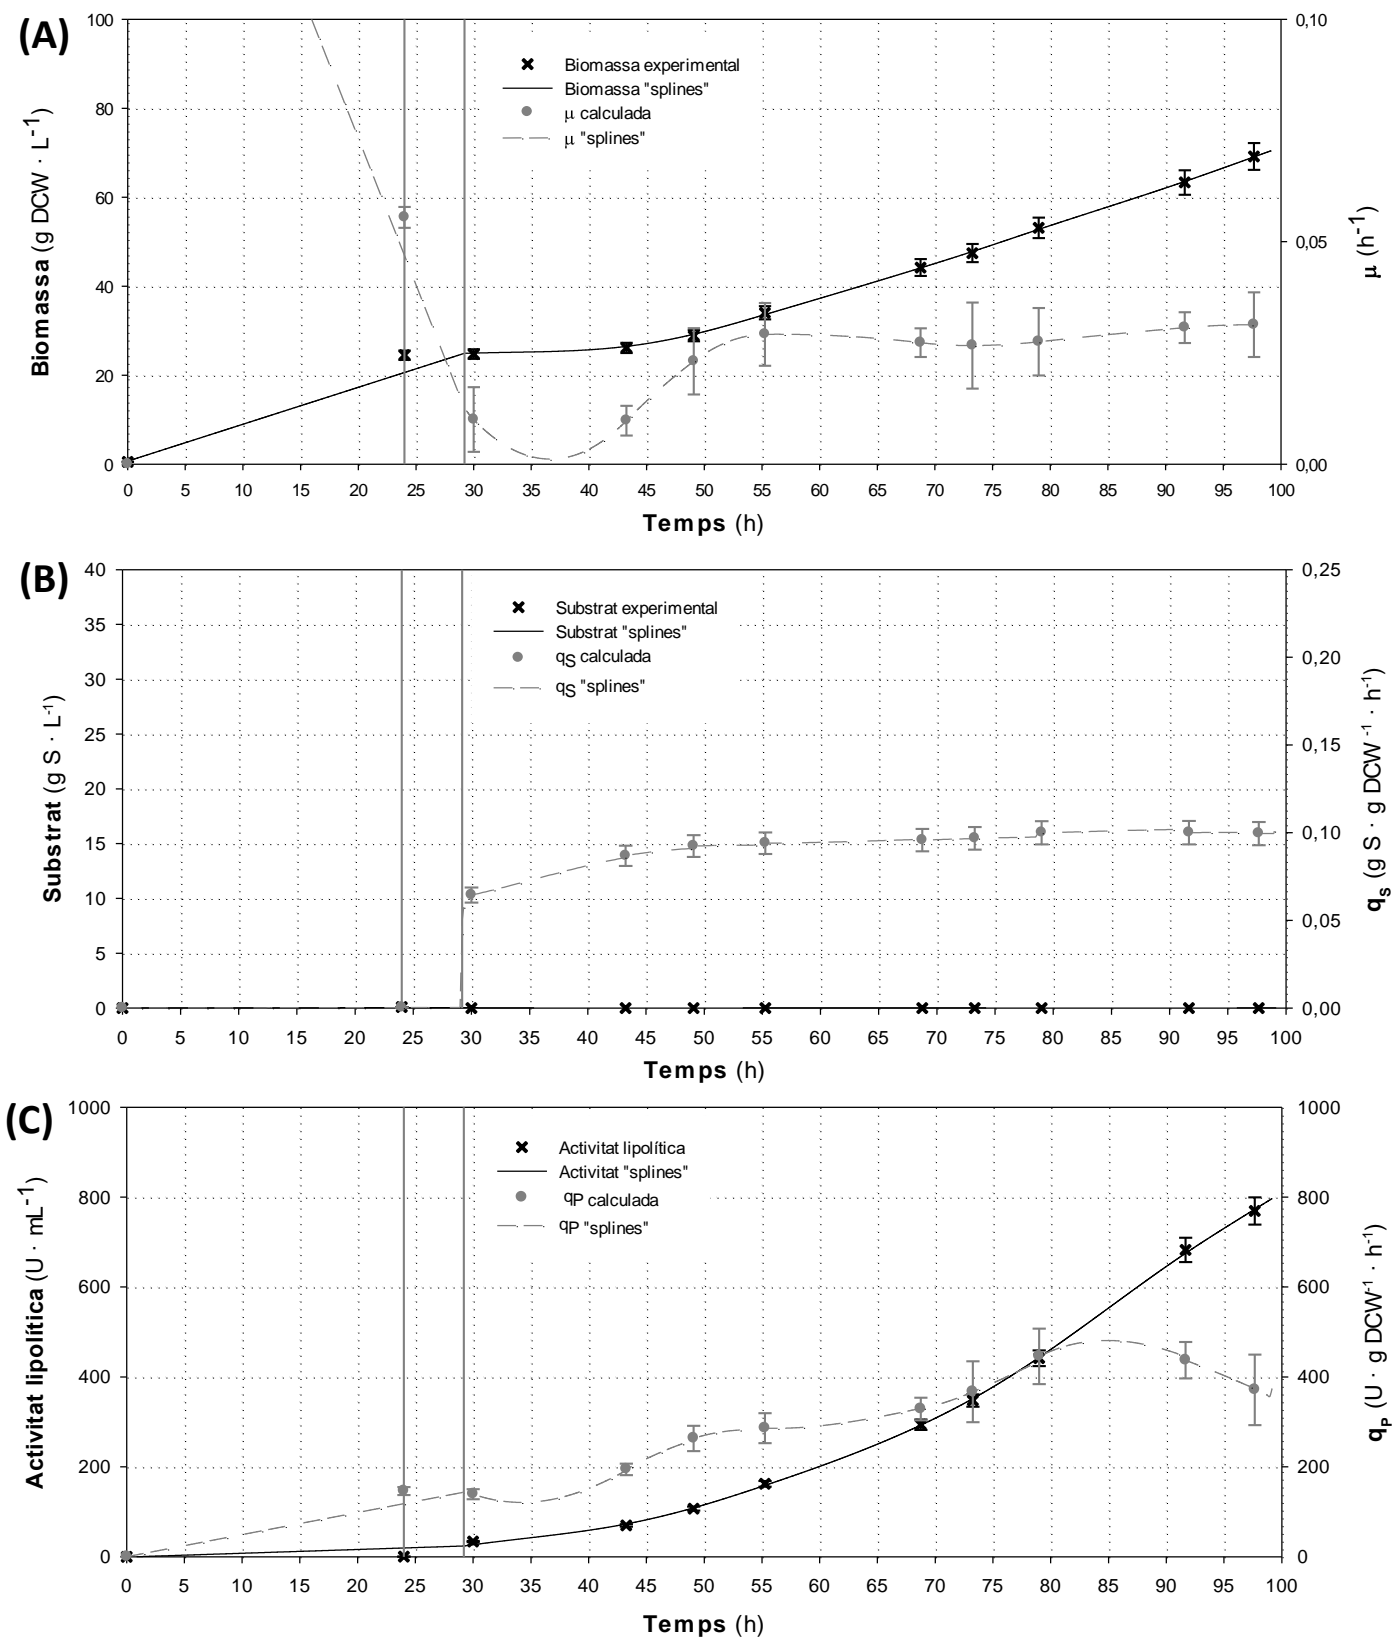 (A)
100
80
60
40
20
0
Biomassa (g DCW · L-1)
Biomassa experimental
Biomassa "splines"
μ calculada
μ "splines"
0,10
0,05
0,00
μ (h-1)
0 5 10 15 20 25 30 35 40 45 50 55 60 65 70 75 80 85 90 95 100
Temps (h)
(B)
40
35
30
25
20
15
10
5
0
Substrat (g S · L-1)
Substrat experimental
Substrat "splines"
qS calculada
qS "splines"
0,25
0,20
0,15
0,10
0,05
0,00
qS (g S · g DCW-1 · h-1)
0 5 10 15 20 25 30 35 40 45 50 55 60 65 70 75 80 85 90 95 100
Temps (h)
(C)
1000
800
600
400
200
0
Activitat lipolítica (U · mL-1)
Activitat lipolítica
Activitat "splines"
qP calculada
qP "splines"
1000
800
600
400
200
0
qP (U · g DCW-1 · h-1)
0 5 10 15 20 25 30 35 40 45 50 55 60 65 70 75 80 85 90 95 100
Temps (h)